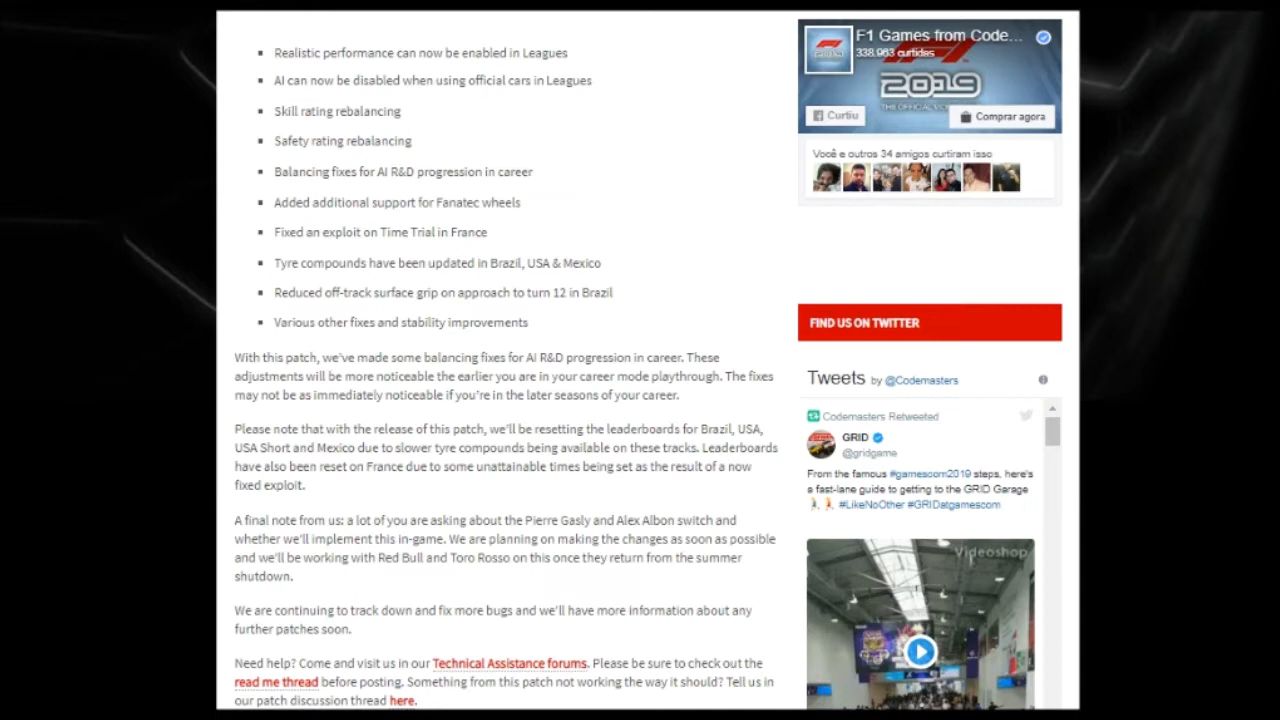 Realistic performance can now be enabled in Leagues
AI can now be disabled when using official cars in Leagues
Skill rating rebalancing
Safety rating rebalancing
Balancing fixes for AI R&D progression in career
Added additional support for Fanatec wheels
Fixed an exploit on Time Trial in France
Tyre compounds have been updated in Brazil, USA & Mexico
Reduced off-track surface grip on approach to turn 12 in Brazil
Various other fixes and stability improvements
With this patch, we've made some balancing fixes for AI R&D progression in career. These
adjustments will be more noticeable the earlier you are in your career mode playthrough. The fixes
may not be as immediately noticeable if you're in the later seasons of your career.
Please note that with the release of this patch, we'll be resetting the leaderboards for Brazil, USA,
USA Short and Mexico due to slower tyre compounds being available on these tracks. Leaderboards
have also been reset on France due to some unattainable times being set as the result of a now
fixed exploit.
A final note from us: a lot of you are asking about the Pierre Gasly and Alex Albon switch and
whether we'll implement this in-game. We are planning on making the changes as soon as possible
and we'll be working with Red Bull and Toro Rosso on this once they return from the summer
shutdown.
We are continuing to track down and fix more bugs and we'll have more information about any
further patches soon.
Need help? Come and visit us in our Technical Assistance forums. Please be sure to check out the
read me thread before posting. Something from this patch not working the way it should? Tell us in
our patch discussion thread here.
F1 Games from Code...
338.963 curtidas
2019
Curtiu
Comprar agora
Você e outros 34 amigos curtiram isso
FIND US ON TWITTER
Tweets by @Codemasters
Codemasters Retweeted
GRID
@gridgame
From the famous #gamescom2019 steps, here's
a fast-lane guide to getting to the GRID Garage
#LikeNoOther #GRIDatgamescom
Videoshop